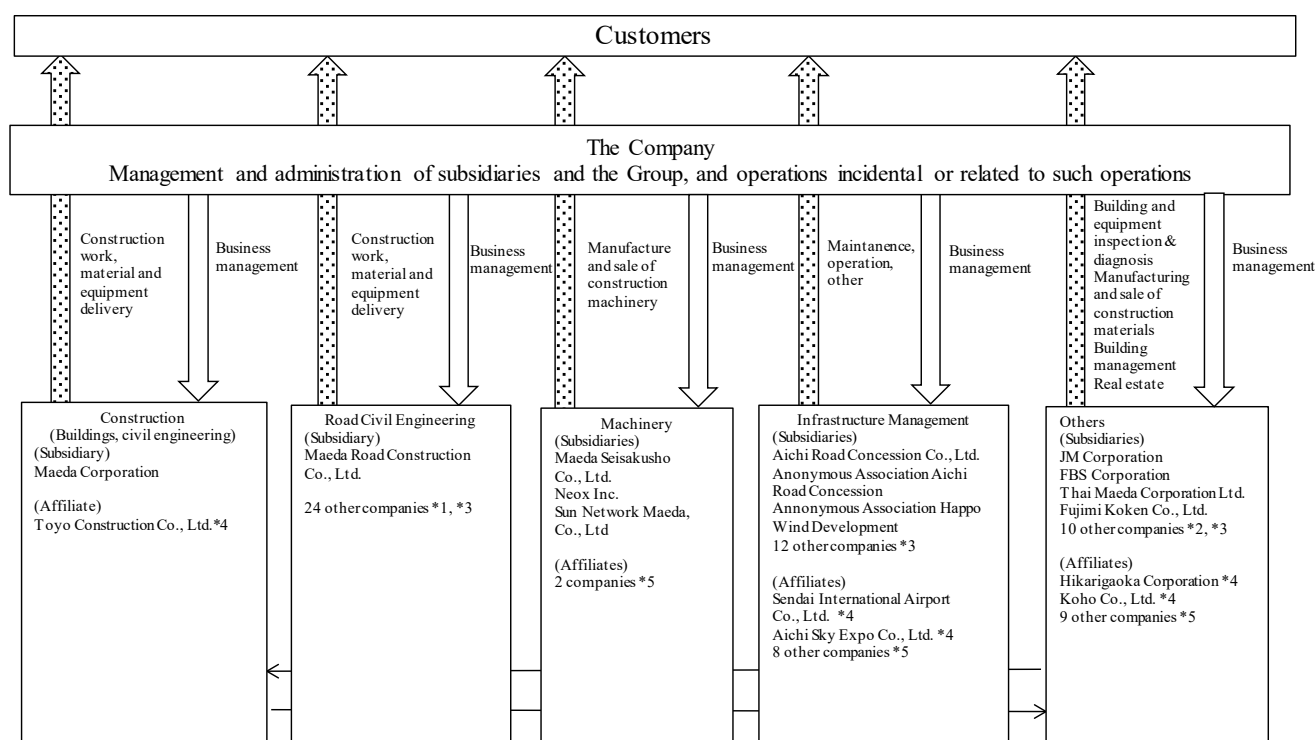 Customers
The Company
Management and administration of subsidiaries and the Group, and operations incidental or related to such operations
Construction
work,
material and
equipment
delivery
Business
management
Construction
work,
material and
equipment
delivery
Business
management
Manufacture
and sale of
construction
machinery
Business
management
Maintanence,
operation,
other
Business
management
Building and
equipment
inspection &
diagnosis
Manufacturing
and sale of
construction
materials
Building
management
Real estate
Business
management
Construction
(Buildings, civil engineering)
(Subsidiary)
Maeda Corporation
(Affiliate)
Toyo Construction Co., Ltd.*4
Road Civil Engineering
(Subsidiary)
Maeda Road Construction
Co., Ltd.
24 other companies *1, *3
Machinery
(Subsidiaries)
Maeda Seisakusho
Co., Ltd.
Neox Inc.
Sun Network Maeda,
Co., Ltd
(Affiliates)
2 companies *5
Infrastructure Management
(Subsidiaries)
Aichi Road Concession Co., Ltd.
Anonymous Association Aichi
Road Concession
Annonymous Association Happo
Wind Development
12 other companies *3
(Affiliates)
Sendai International Airport
Co., Ltd. *4
Aichi Sky Expo Co., Ltd. *4
8 other companies *5
Others
(Subsidiaries)
JM Corporation
FBS Corporation
Thai Maeda Corporation Ltd.
Fujimi Koken Co., Ltd.
10 other companies *2, *3
(Affiliates)
Hikarigaoka Corporation *4
Koho Co., Ltd. *4
9 other companies *5